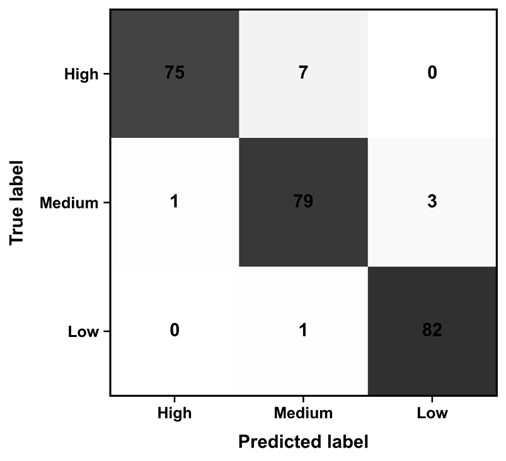 True label
High 75 7 0
Medium 1 79 3
Low 0 1 82
High Medium Low
Predicted label